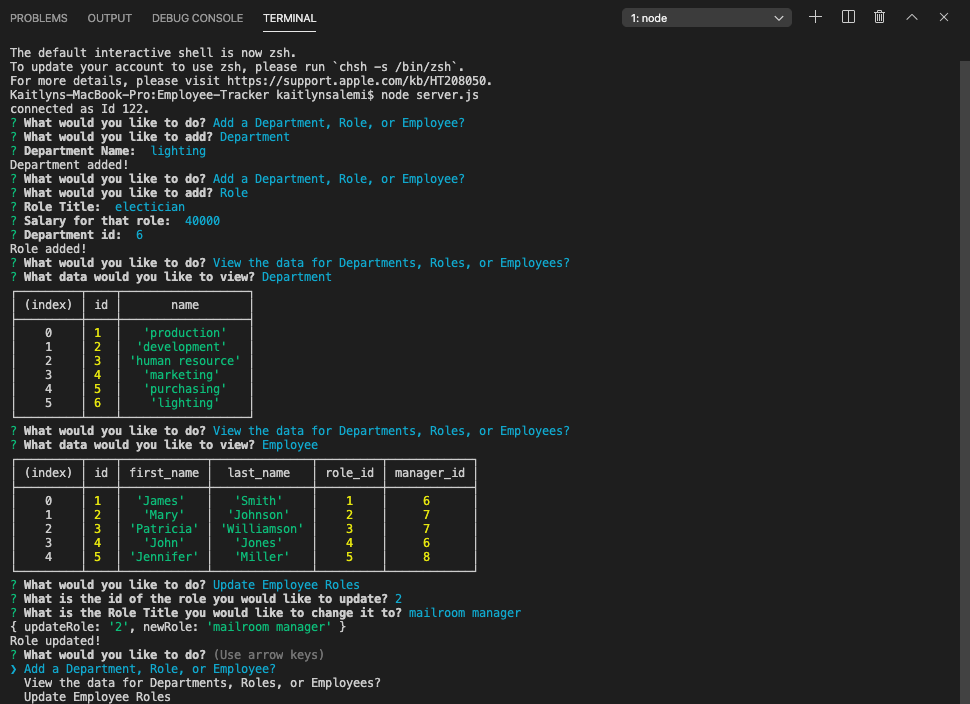 PROBLEMS OUTPUT DEBUG CONSOLE TERMINAL 1: node
The default interactive shell is now zsh.
To update your account to use zsh, please run `chsh -s /bin/zsh`.
For more details, please visit https://support.apple.com/kb/HT208050.
Kaitlyns-MacBook-Pro:Employee-Tracker kaitlynsalemi$ node server.js
connected as Id 122.
? What would you like to do? Add a Department, Role, or Employee?
? What would you like to add? Department
? Department Name:  lighting
Department added!
? What would you like to do? Add a Department, Role, or Employee?
? What would you like to add? Role
? Role Title:  electician
? Salary for that role:  40000
? Department id:  6
Role added!
? What would you like to do? View the data for Departments, Roles, or Employees?
? What data would you like to view? Department
(index) id name
0 1 'production'
1 2 'development'
2 3 'human resource'
3 4 'marketing'
4 5 'purchasing'
5 6 'lighting'
? What would you like to do? View the data for Departments, Roles, or Employees?
? What data would you like to view? Employee
(index) id first_name last_name role_id manager_id
0 1 'James' 'Smith' 1 6
1 2 'Mary' 'Johnson' 2 7
2 3 'Patricia' 'Williamson' 3 7
3 4 'John' 'Jones' 4 6
4 5 'Jennifer' 'Miller' 5 8
? What would you like to do? Update Employee Roles
? What is the id of the role you would like to update? 2
? What is the Role Title you would like to change it to? mailroom manager
{ updateRole: '2', newRole: 'mailroom manager' }
Role updated!
? What would you like to do? (Use arrow keys)
❯ Add a Department, Role, or Employee?
View the data for Departments, Roles, or Employees?
Update Employee Roles